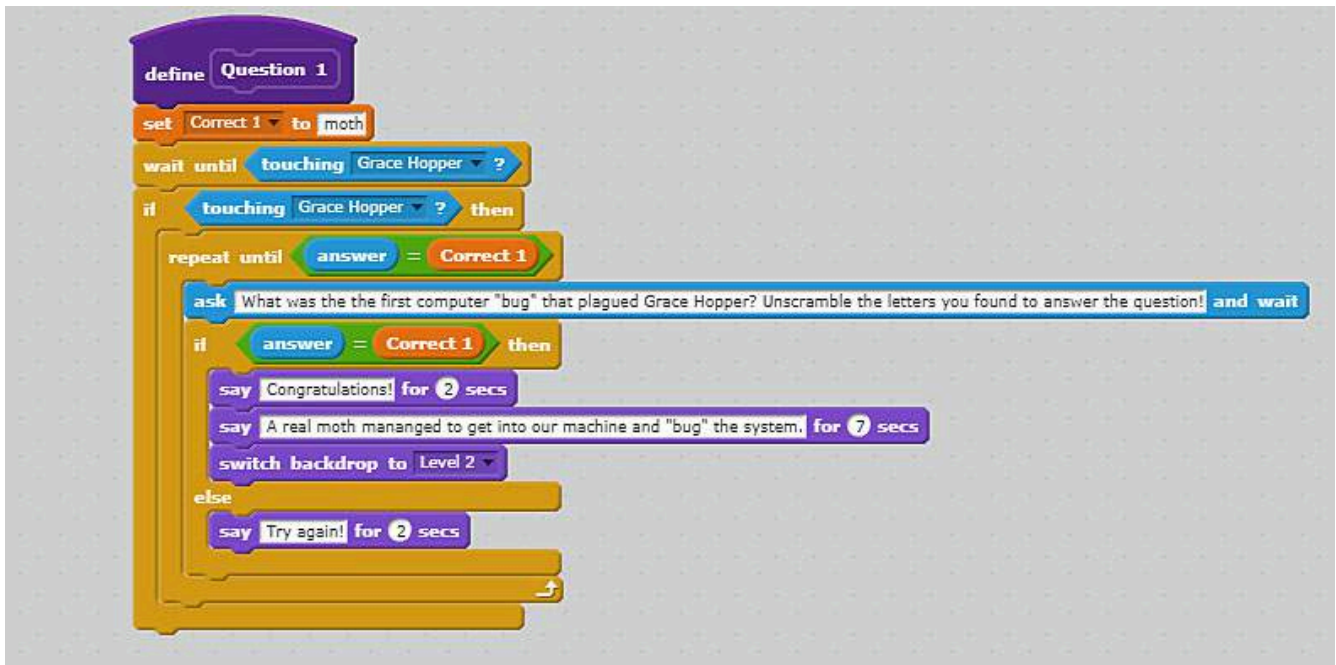 define Question 1
set Correct 1 to moth
wait until touching Grace Hopper ?
if touching Grace Hopper ? then
repeat until answer = Correct 1
ask What was the the first computer "bug" that plagued Grace Hopper? Unscramble the letters you found to answer the question! and wait
if answer = Correct 1 then
say Congratulations! for 2 secs
say A real moth mananged to get into our machine and "bug" the system. for 7 secs
switch backdrop to Level 2
else
say Try again! for 2 secs